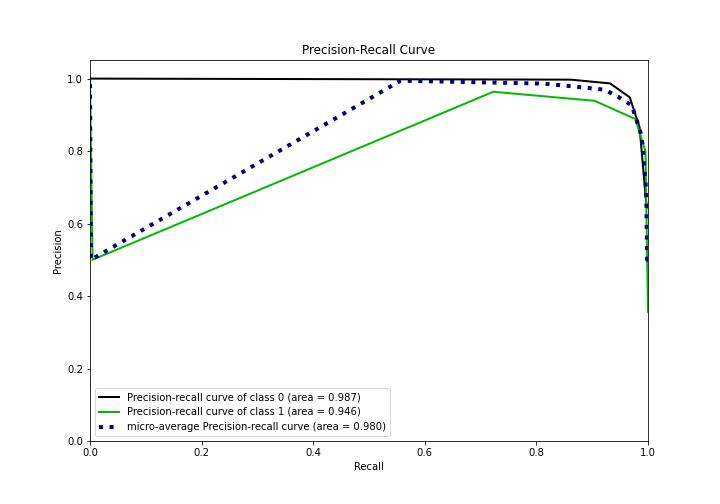 Precision-Recall Curve
1.0
0.8
0.6
0.4
0.2
0.0
Precision
Precision-recall curve of class 0 (area = 0.987)
Precision-recall curve of class 1 (area = 0.946)
micro-average Precision-recall curve (area = 0.980)
0.0 0.2 0.4 0.6 0.8 1.0
Recall